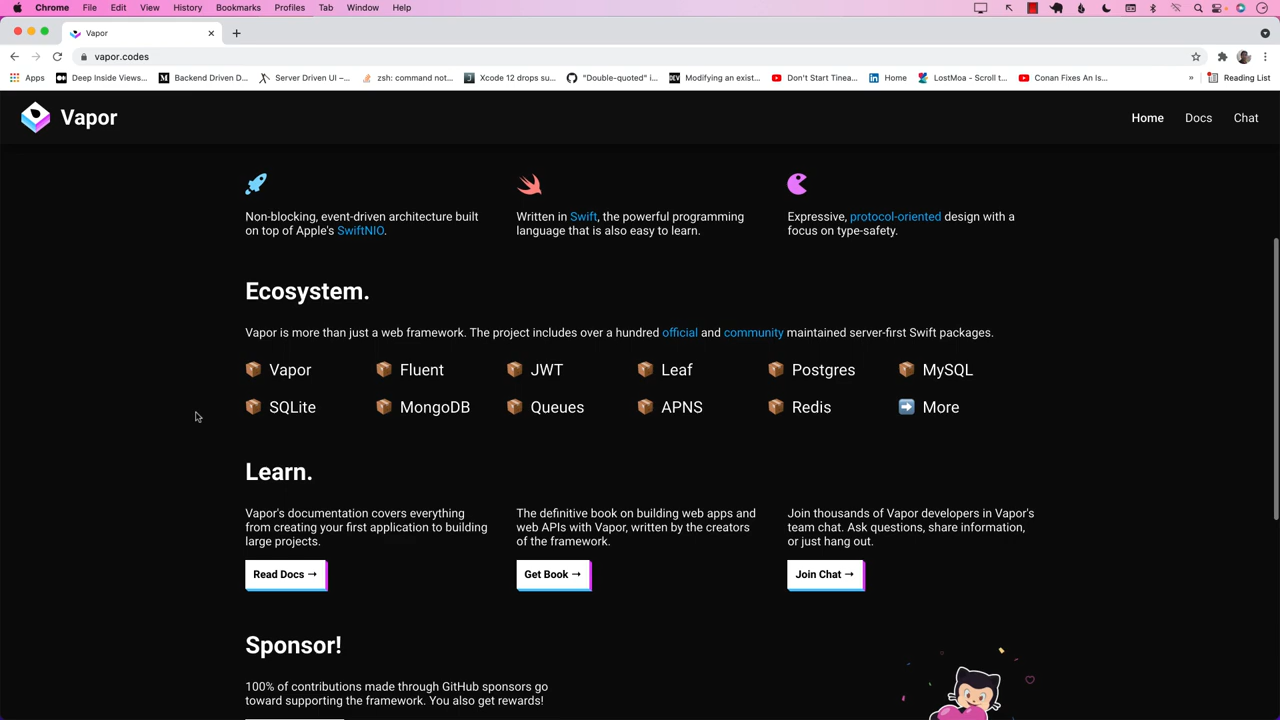 Chrome File Edit View History Bookmarks Profiles Tab Window Help
Vapor
vapor.codes
Apps Deep Inside Views... Backend Driven D... Server Driven UI –... zsh: command not... Xcode 12 drops su... "Double-quoted" i... Modifying an exist... Don't Start Tinea... Home LostMoa - Scroll t... Conan Fixes An Is... » Reading List
Vapor Home Docs Chat
Non-blocking, event-driven architecture built
on top of Apple's SwiftNIO.
Written in Swift, the powerful programming
language that is also easy to learn.
Expressive, protocol-oriented design with a
focus on type-safety.
Ecosystem.
Vapor is more than just a web framework. The project includes over a hundred official and community maintained server-first Swift packages.
Vapor Fluent JWT Leaf Postgres MySQL
SQLite MongoDB Queues APNS Redis More
Learn.
Vapor's documentation covers everything
from creating your first application to building
large projects.
Read Docs →
The definitive book on building web apps and
web APIs with Vapor, written by the creators
of the framework.
Get Book →
Join thousands of Vapor developers in Vapor's
team chat. Ask questions, share information,
or just hang out.
Join Chat →
Sponsor!
100% of contributions made through GitHub sponsors go
toward supporting the framework. You also get rewards!